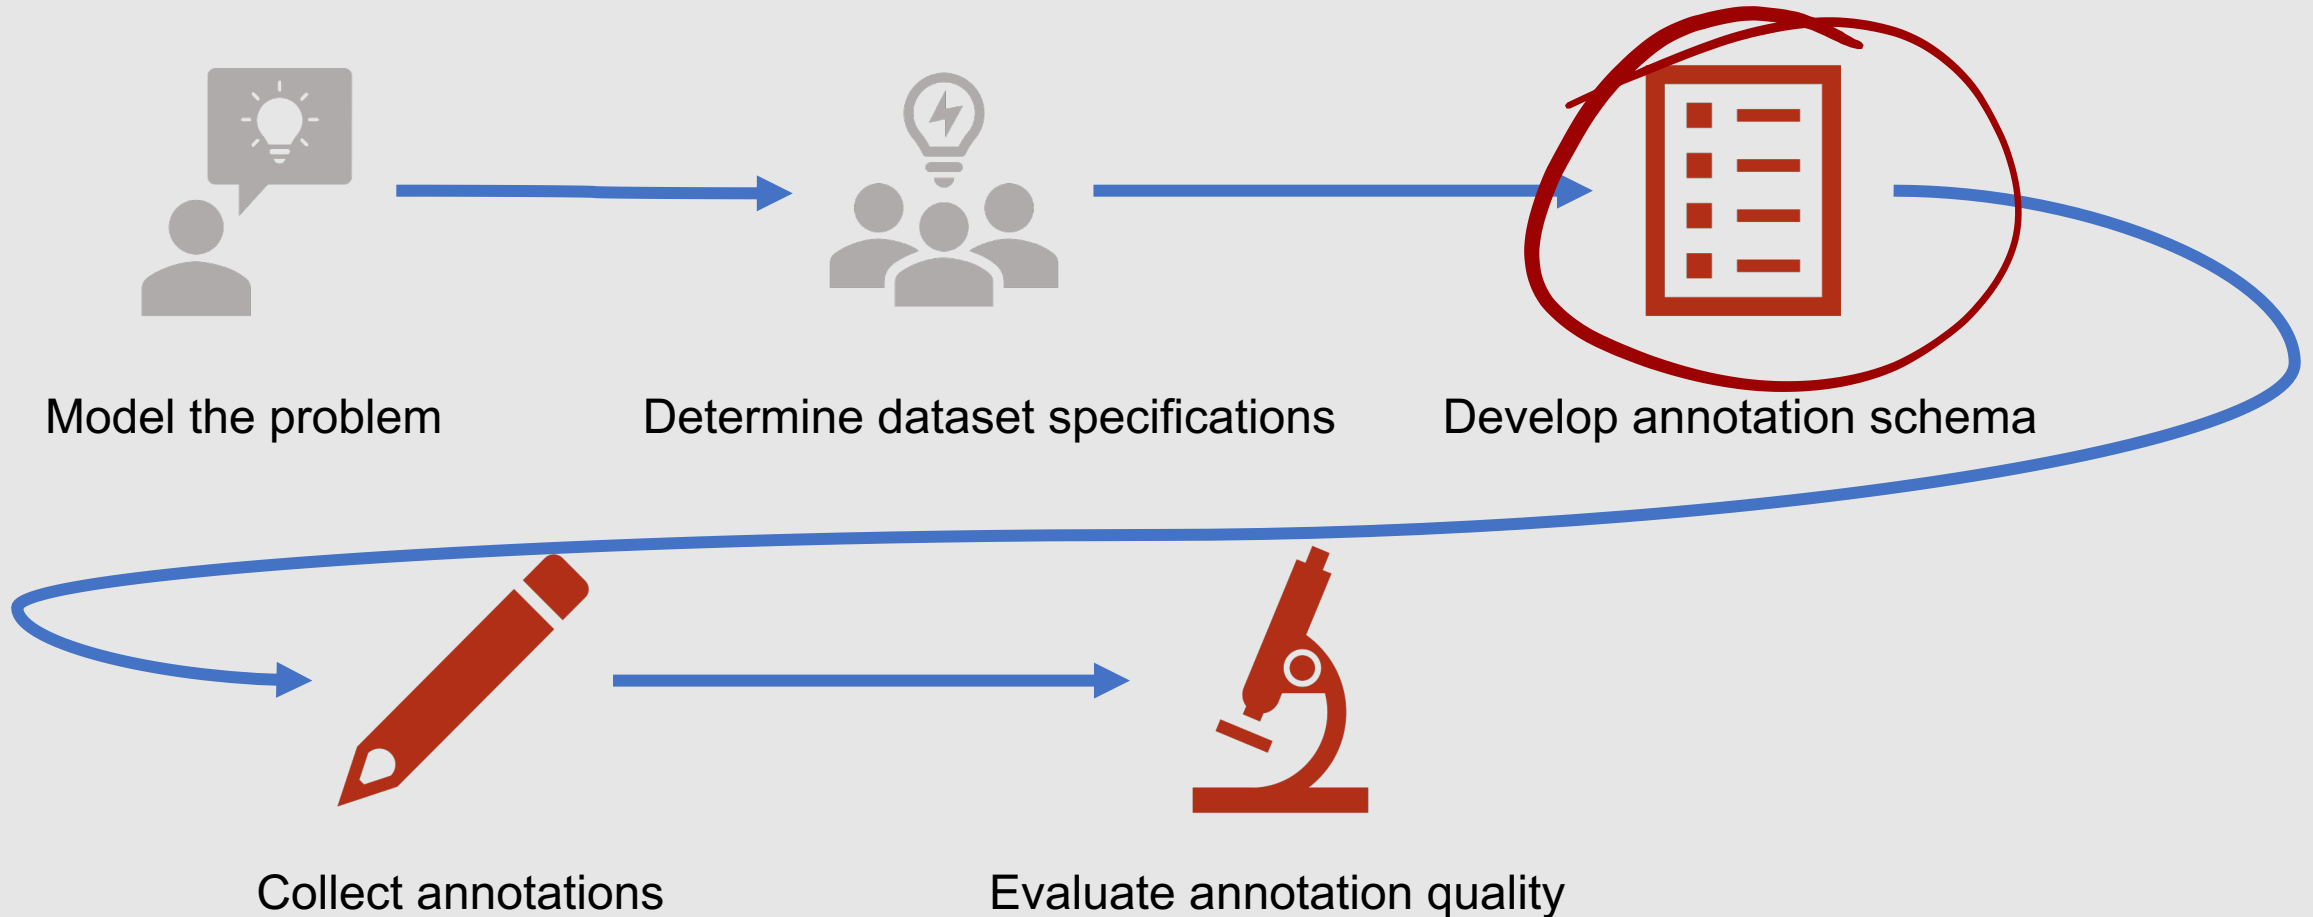 Model the problem
Determine dataset specifications
Develop annotation schema
Collect annotations
Evaluate annotation quality